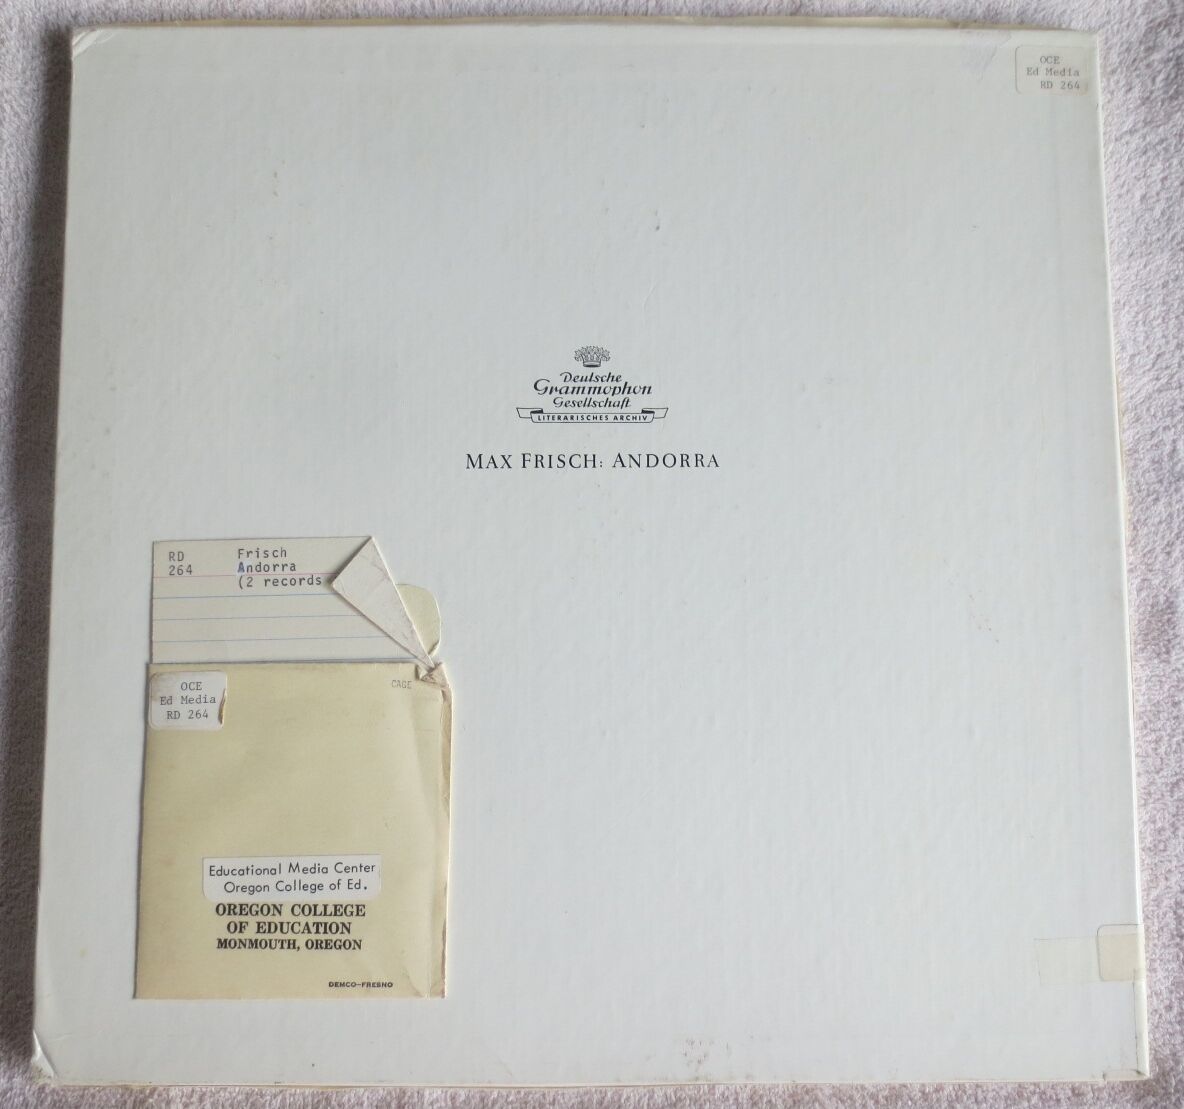 OCE
Ed Media
RD 264
Deutsche
Grammophon
Gesellschaft
LITERARISCHES ARCHIV
MAX FRISCH: ANDORRA
RD Frisch
264 Andorra
(2 records
OCE
Ed Media
RD 264
CAGE
Educational Media Center
Oregon College of Ed.
OREGON COLLEGE
OF EDUCATION
MONMOUTH, OREGON
DEMCO-FRESNO